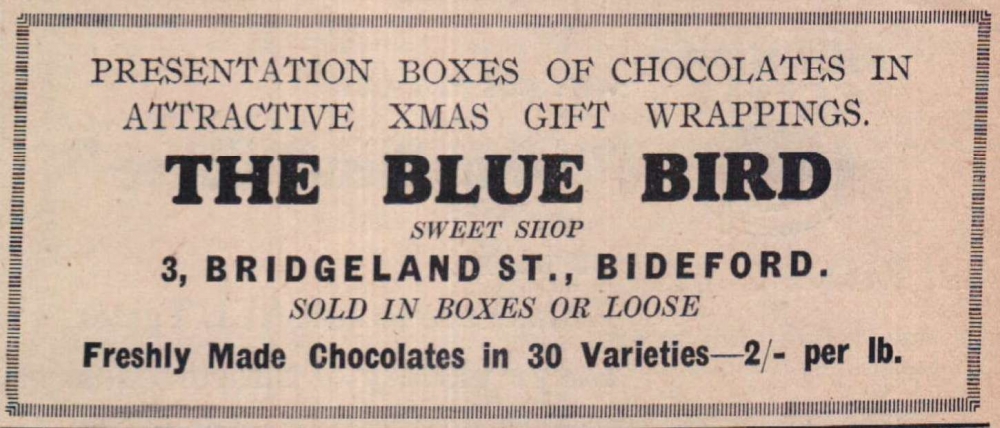 PRESENTATION BOXES OF CHOCOLATES IN
ATTRACTIVE XMAS GIFT WRAPPINGS.
THE BLUE BIRD
SWEET SHOP
3, BRIDGELAND ST., BIDEFORD.
SOLD IN BOXES OR LOOSE
Freshly Made Chocolates in 30 Varieties—2/- per lb.